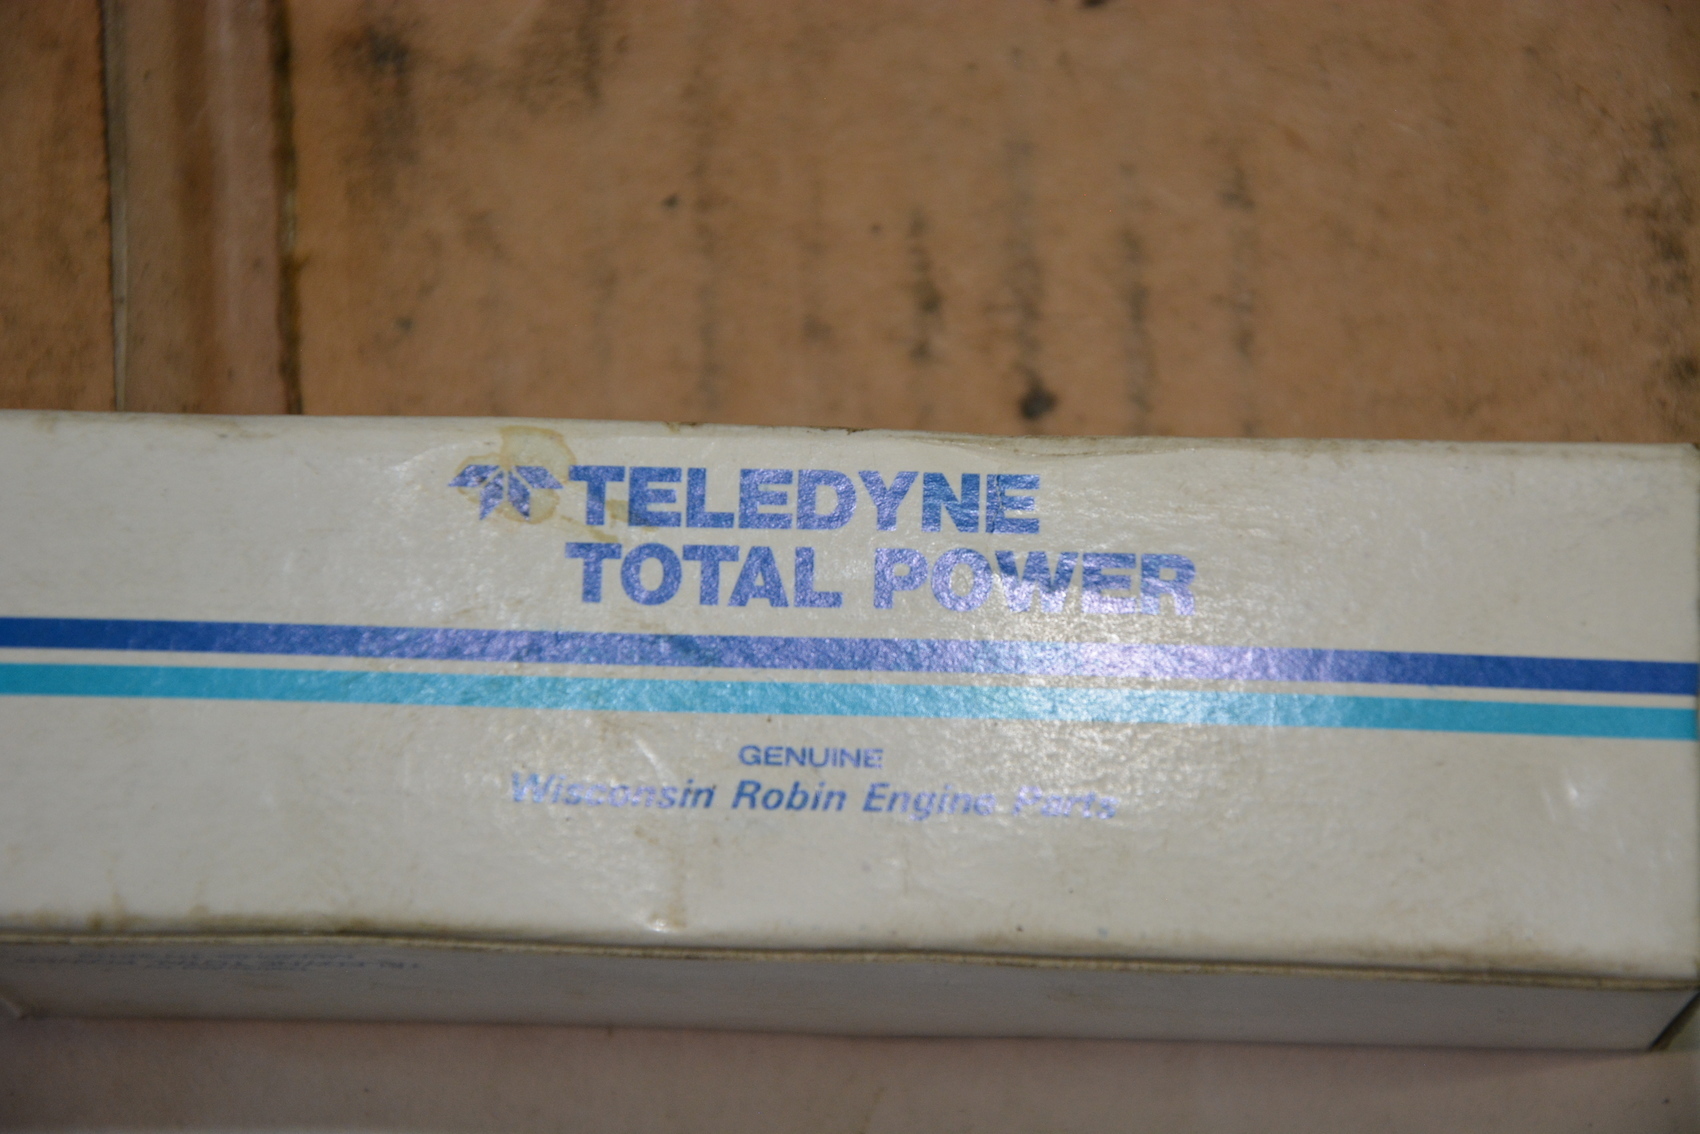 TELEDYNE
TOTAL POWER
GENUINE
Wisconsin Robin Engine Parts